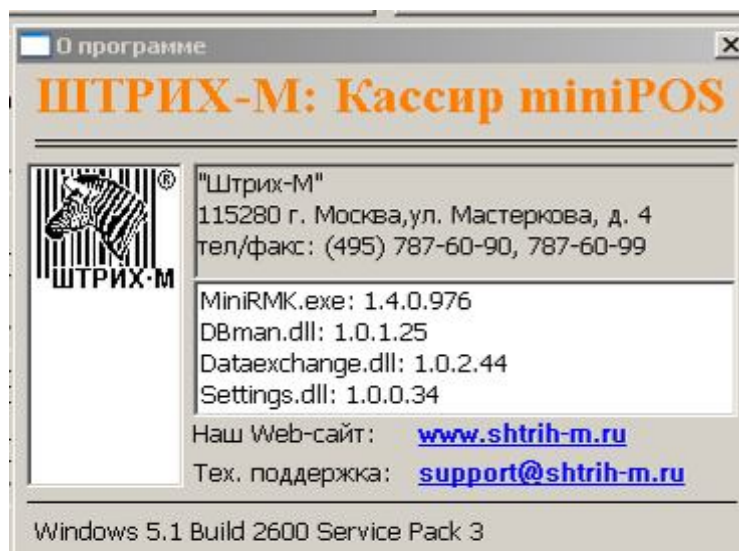 О программе
ШТРИХ-М: Кассир miniPOS
®
ШТРИХ-М
"Штрих-М"
115280 г. Москва,ул. Мастеркова, д. 4
тел/факс: (495) 787-60-90, 787-60-99
MiniRMK.exe: 1.4.0.976
DBman.dll: 1.0.1.25
Dataexchange.dll: 1.0.2.44
Settings.dll: 1.0.0.34
Наш Web-сайт: www.shtrih-m.ru
Тех. поддержка: support@shtrih-m.ru
Windows 5.1 Build 2600 Service Pack 3